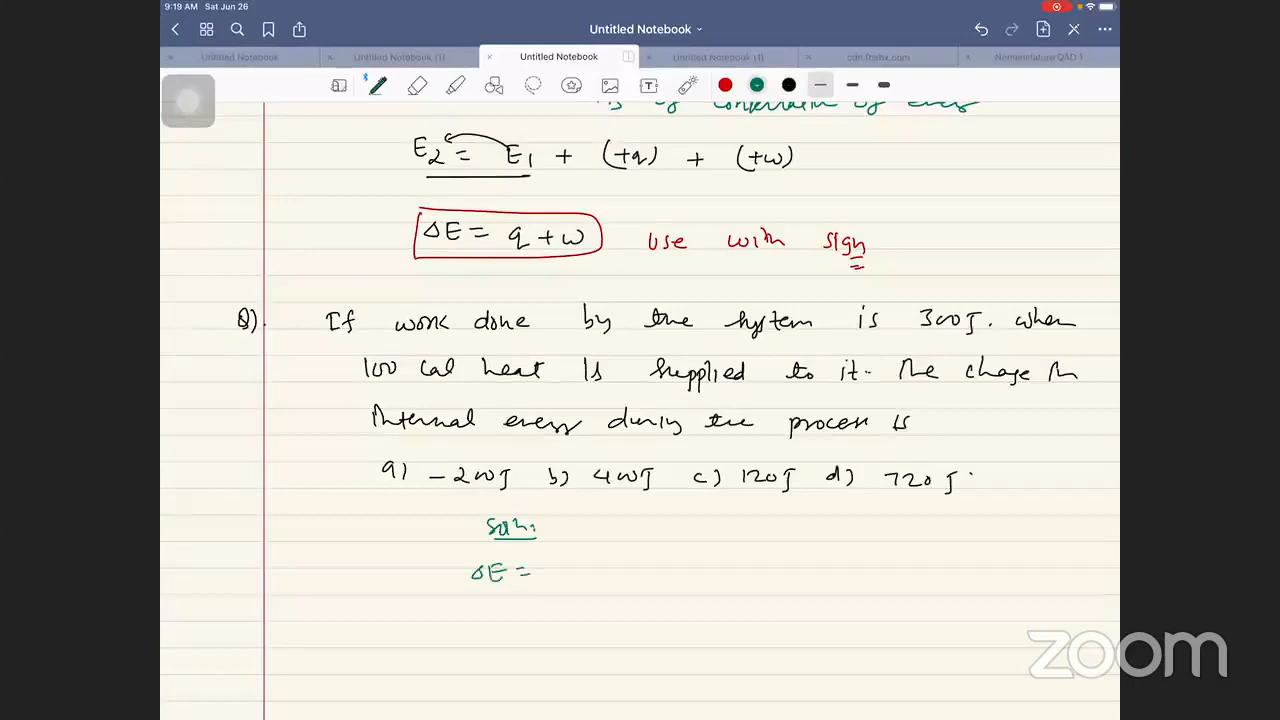 9:19 AM Sat Jun 26
Untitled Notebook
Untitled Notebook
Untitled Notebook (1)
Untitled Notebook
Untitled Notebook (1)
Nomenclature QAD 1
of
E2 = E1 + (+q) + (+w)
ΔE = q + w use with sign
Q) If work done by the system is 300J. when
100 cal heat is supplied to it. The change in
Internal energy during the process is
a) -200J b) 400J c) 120J d) 720J.
Soln.
ΔE =
zoom